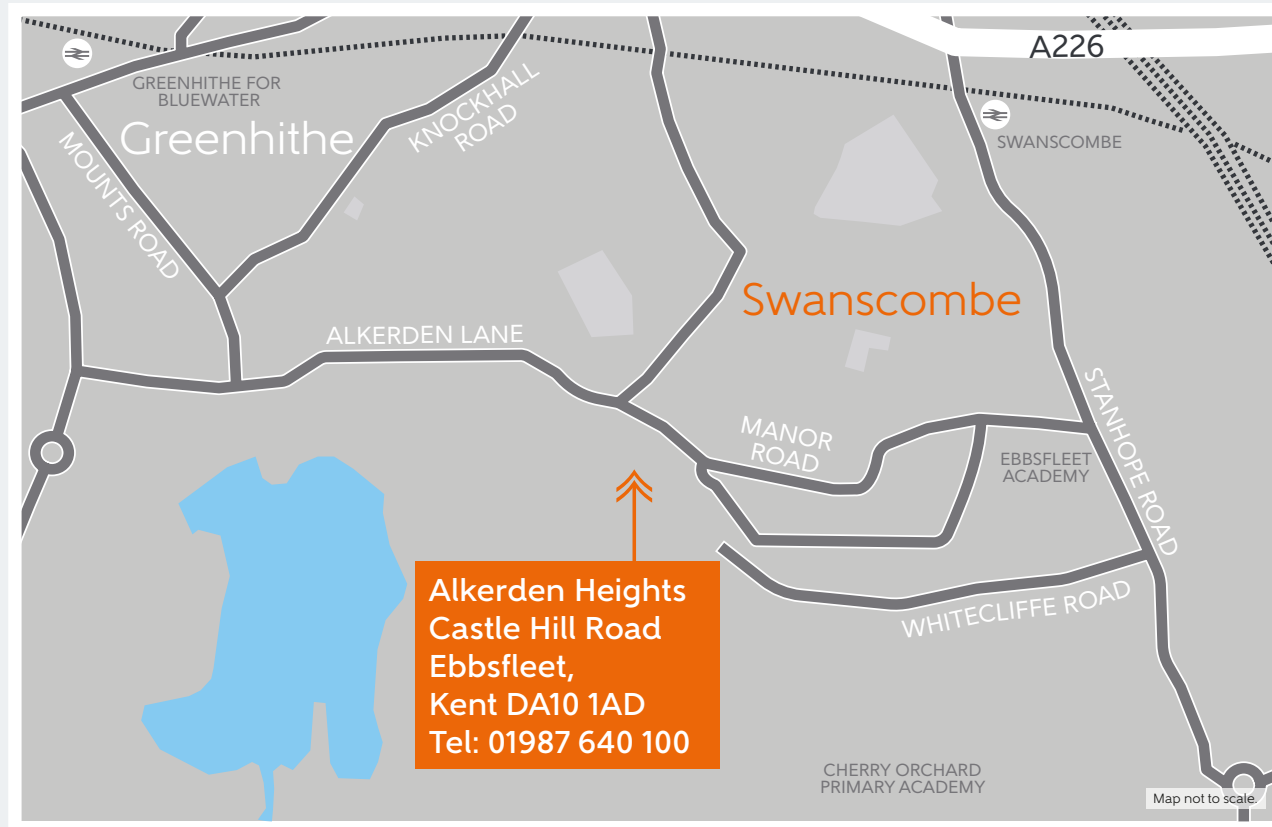 A226
GREENHITHE FOR
BLUEWATER
Greenhithe
KNOCKHALL
ROAD
SWANSCOMBE
MOUNTS ROAD
Swanscombe
ALKERDEN LANE
STANHOPE ROAD
MANOR
ROAD
EBBSFLEET
ACADEMY
Alkerden Heights
Castle Hill Road
Ebbsfleet,
Kent DA10 1AD
Tel: 01987 640 100
WHITECLIFFE ROAD
CHERRY ORCHARD
PRIMARY ACADEMY
Map not to scale.